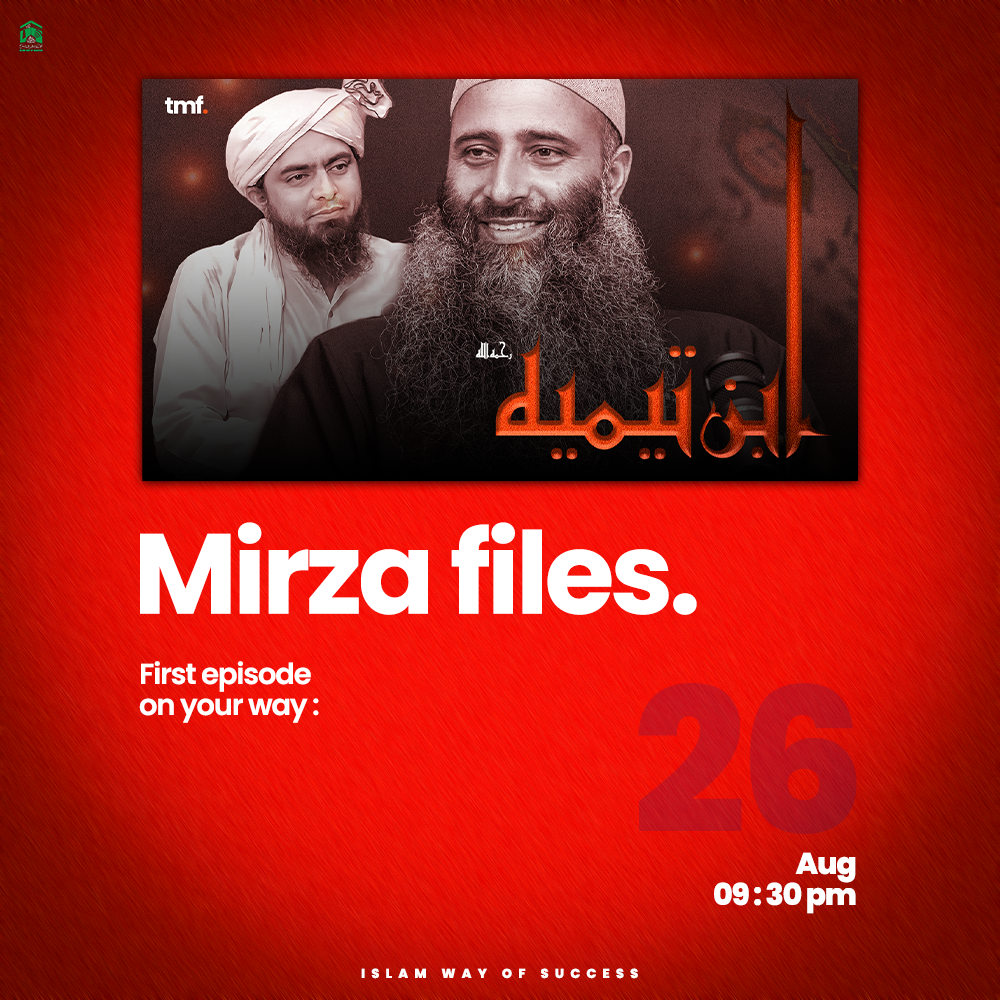 tmf.
رحمه الله
ابن تيميه
Mirza files.
First episode
on your way :
26
Aug
09 : 30 pm
ISLAM WAY OF SUCCESS